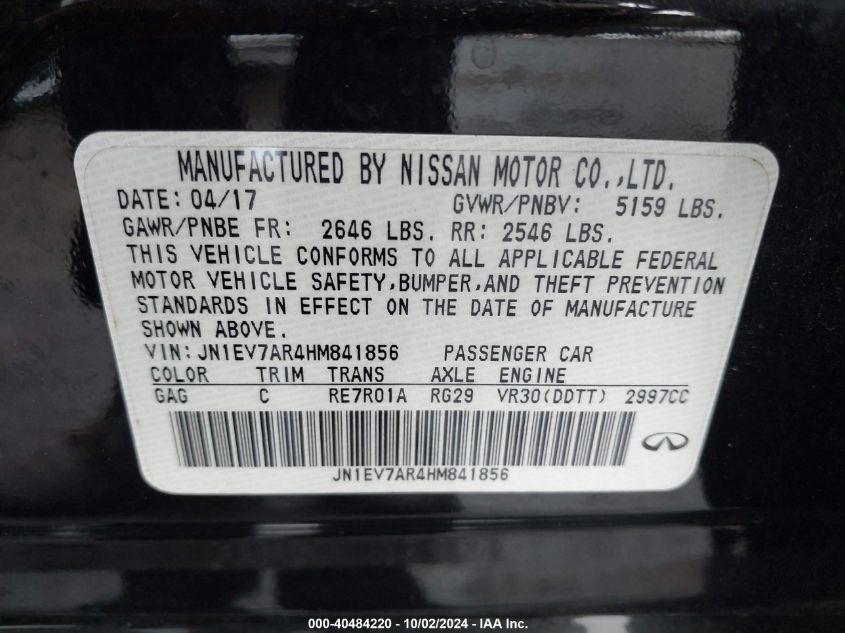 MANUFACTURED BY NISSAN MOTOR CO.,LTD.
DATE: 04/17 GVWR/PNBV: 5159 LBS.
GAWR/PNBE FR: 2646 LBS. RR: 2546 LBS.
THIS VEHICLE CONFORMS TO ALL APPLICABLE FEDERAL
MOTOR VEHICLE SAFETY,BUMPER,AND THEFT PREVENTION
STANDARDS IN EFFECT ON THE DATE OF MANUFACTURE
SHOWN ABOVE.
VIN:JN1EV7AR4HM841856 PASSENGER CAR
COLOR TRIM TRANS AXLE ENGINE
GAG C RE7R01A RG29 VR30(DDTT) 2997CC
JN1EV7AR4HM841856
000-40484220 - 10/02/2024 - IAA Inc.